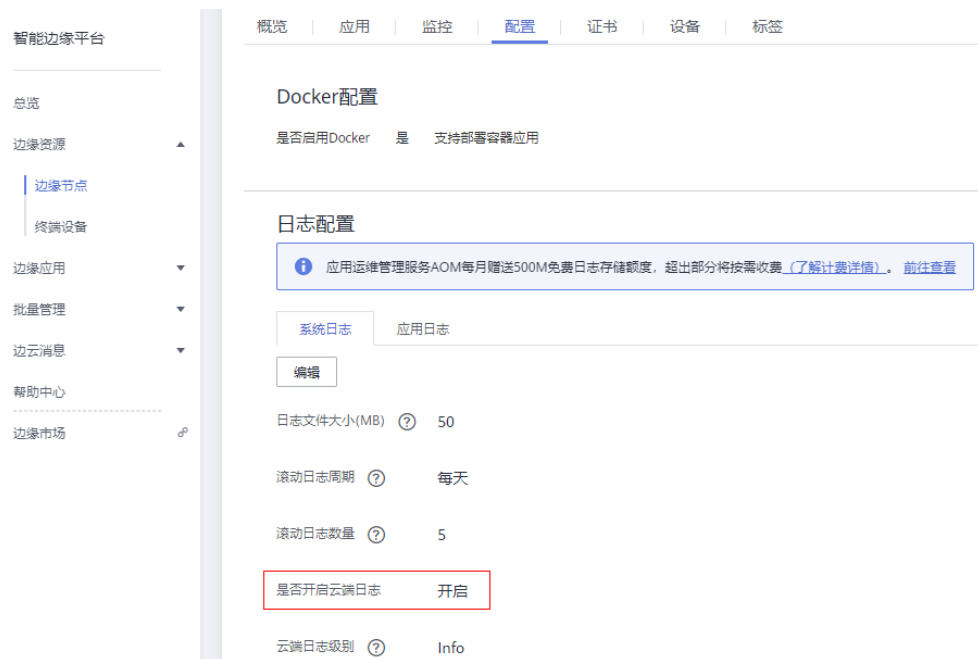 智能边缘平台
总览
边缘资源
边缘节点
终端设备
边缘应用
批量管理
边云消息
帮助中心
边缘市场
概览 应用 监控 配置 证书 设备 标签
Docker配置
是否启用Docker 是 支持部署容器应用
日志配置
应用运维管理服务AOM每月赠送500M免费日志存储额度，超出部分将按需收费（了解计费详情）。 前往查看
系统日志 应用日志
编辑
日志文件大小(MB) ? 50
滚动日志周期 ? 每天
滚动日志数量 ? 5
是否开启云端日志 开启
云端日志级别 ? Info